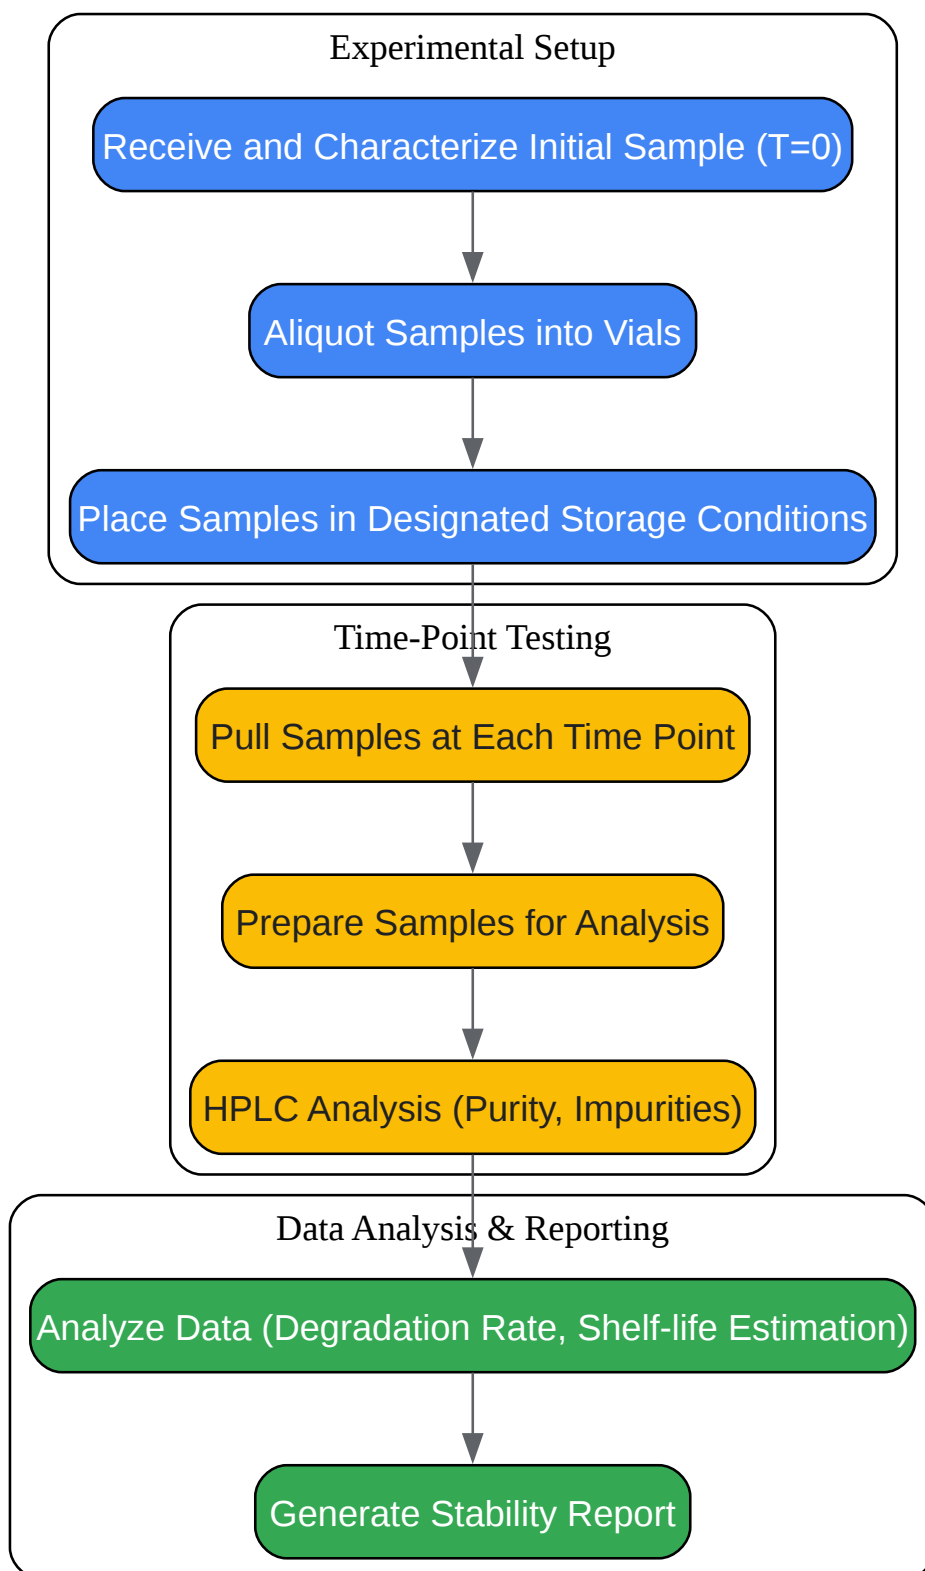 Experimental Setup
Receive and Characterize Initial Sample (T=0)
Aliquot Samples into Vials
Place Samples in Designated Storage Conditions
Time-Point Testing
Pull Samples at Each Time Point
Prepare Samples for Analysis
HPLC Analysis (Purity, Impurities)
Data Analysis & Reporting
Analyze Data (Degradation Rate, Shelf-life Estimation)
Generate Stability Report